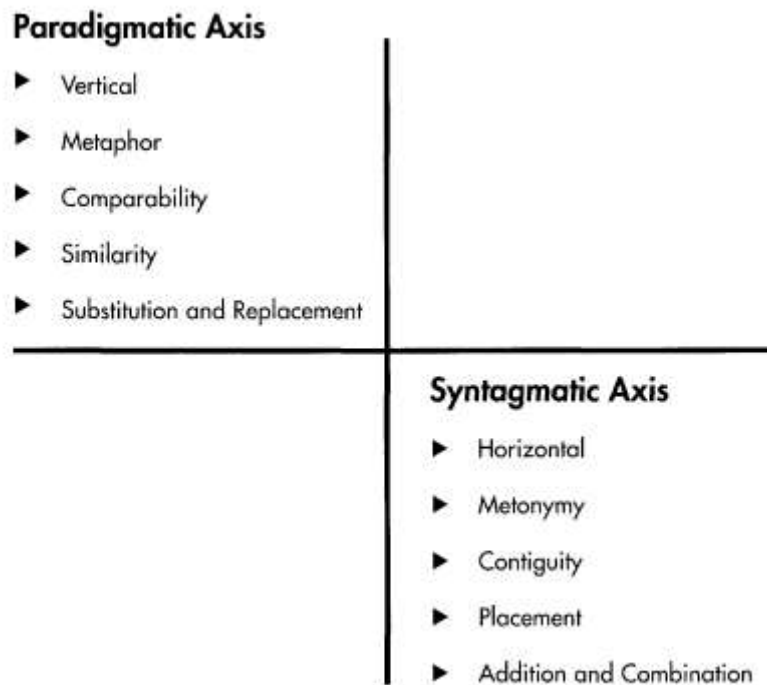 Paradigmatic Axis
▶ Vertical
▶ Metaphor
▶ Comparability
▶ Similarity
▶ Substitution and Replacement
Syntagmatic Axis
▶ Horizontal
▶ Metonymy
▶ Contiguity
▶ Placement
▶ Addition and Combination